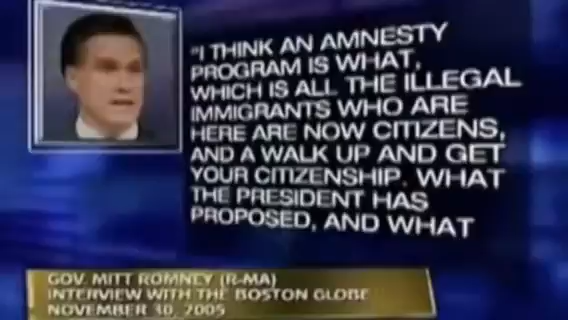 "I THINK AN AMNESTY
PROGRAM IS WHAT,
WHICH IS ALL THE ILLEGAL
IMMIGRANTS WHO ARE
HERE ARE NOW CITIZENS,
AND A WALK UP AND GET
YOUR CITIZENSHIP. WHAT
THE PRESIDENT HAS
PROPOSED, AND WHAT
GOV. MITT ROMNEY (R-MA)
INTERVIEW WITH THE BOSTON GLOBE
NOVEMBER 30, 2005